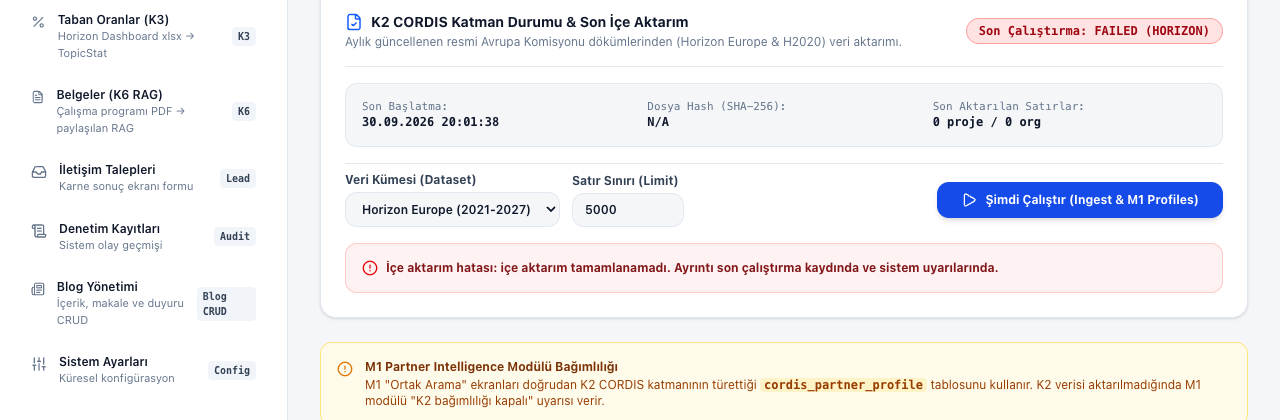 Taban Oranlar (K3)
Horizon Dashboard xlsx →
TopicStat
K3
Belgeler (K6 RAG)
Çalışma programı PDF →
paylaşılan RAG
K6
İletişim Talepleri
Karne sonuç ekranı formu
Lead
Denetim Kayıtları
Sistem olay geçmişi
Audit
Blog Yönetimi
İçerik, makale ve duyuru
CRUD
Blog
CRUD
Sistem Ayarları
Küresel konfigürasyon
Config
K2 CORDIS Katman Durumu & Son İçe Aktarım
Aylık güncellenen resmi Avrupa Komisyonu dökümlerinden (Horizon Europe & H2020) veri aktarımı.
Son Çalıştırma: FAILED (HORIZON)
Son Başlatma:
30.09.2026 20:01:38
Dosya Hash (SHA-256):
N/A
Son Aktarılan Satırlar:
0 proje / 0 org
Veri Kümesi (Dataset)
Horizon Europe (2021-2027)
Satır Sınırı (Limit)
5000
Şimdi Çalıştır (Ingest & M1 Profiles)
İçe aktarım hatası: içe aktarım tamamlanamadı. Ayrıntı son çalıştırma kaydında ve sistem uyarılarında.
M1 Partner Intelligence Modülü Bağımlılığı
M1 "Ortak Arama" ekranları doğrudan K2 CORDIS katmanının türettiği cordis_partner_profile tablosunu kullanır. K2 verisi aktarılmadığında M1
modülü "K2 bağımlılığı kapalı" uyarısı verir.